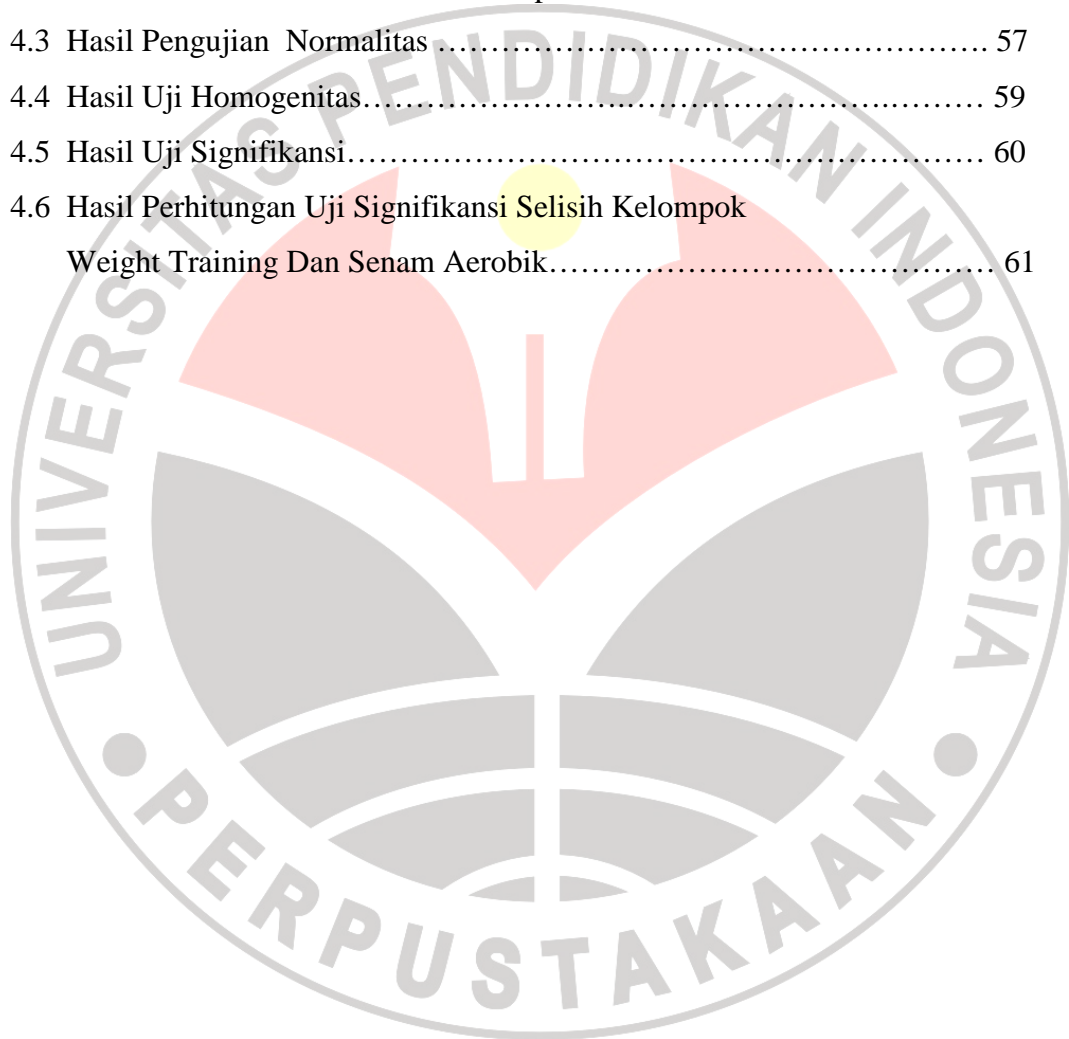 4.3 Hasil Pengujian Normalitas ……………………………………………… 57
4.4 Hasil Uji Homogenitas…………………………………………….……… 59
4.5 Hasil Uji Signifikansi……………………………………………………… 60
4.6 Hasil Perhitungan Uji Signifikansi Selisih Kelompok
Weight Training Dan Senam Aerobik…………………………………… 61
UNIVERSITAS PENDIDIKAN INDONESIA
PERPUSTAKAAN